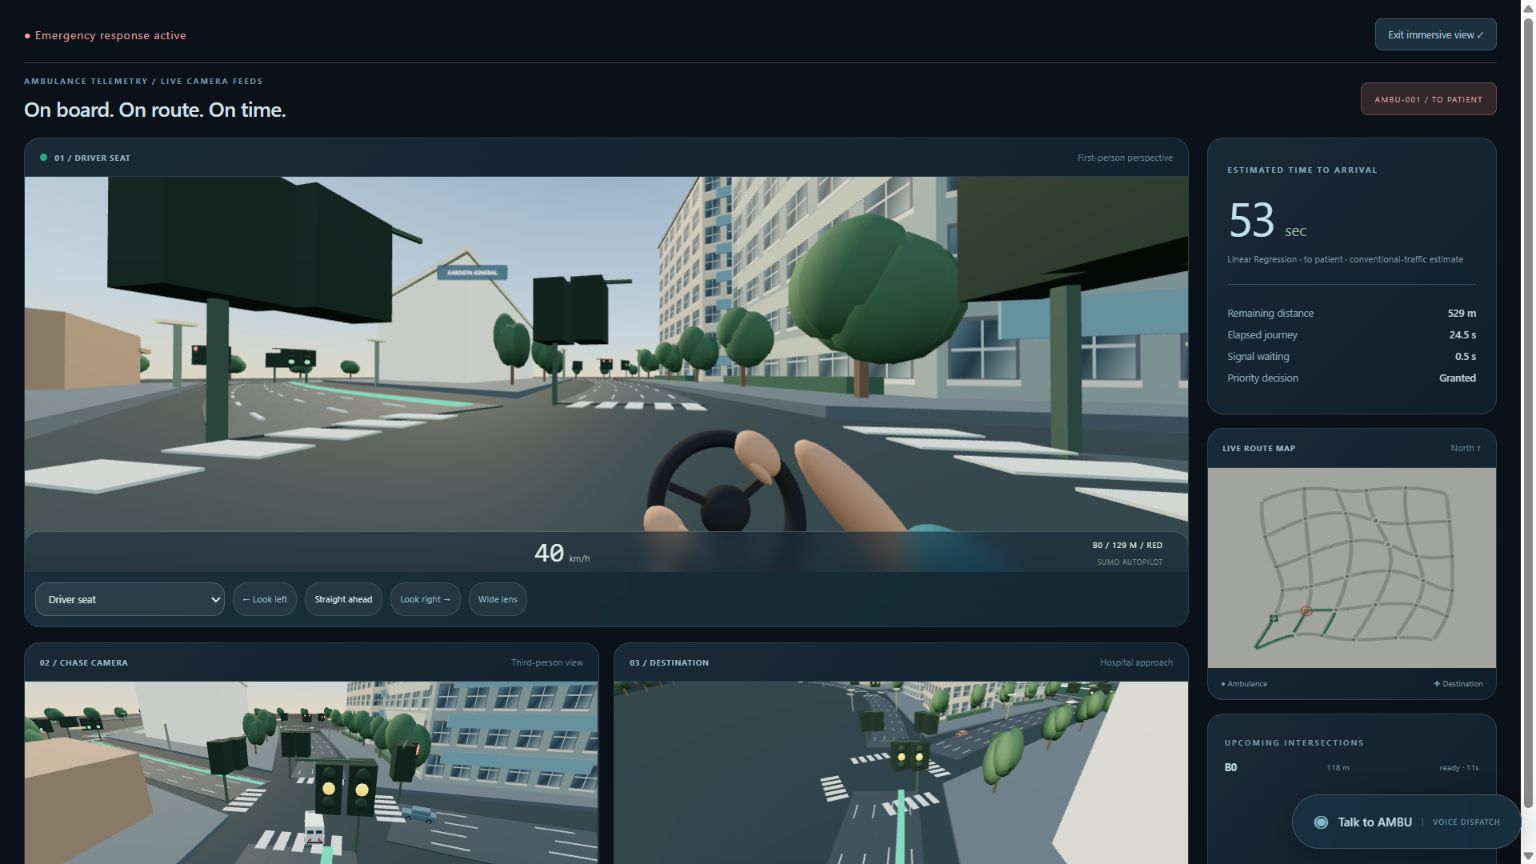 ● Emergency response active
Exit immersive view ✓
AMBULANCE TELEMETRY / LIVE CAMERA FEEDS
On board. On route. On time.
AMBU-001 / TO PATIENT
01 / DRIVER SEAT
First-person perspective
AAROGYA GENERAL
40 km/h
B0 / 129 M / RED
SUMO AUTOPILOT
Driver seat
← Look left
Straight ahead
Look right →
Wide lens
02 / CHASE CAMERA
Third-person view
03 / DESTINATION
Hospital approach
ESTIMATED TIME TO ARRIVAL
53 sec
Linear Regression · to patient · conventional-traffic estimate
Remaining distance 529 m
Elapsed journey 24.5 s
Signal waiting 0.5 s
Priority decision Granted
LIVE ROUTE MAP
North ↑
● Ambulance
✚ Destination
UPCOMING INTERSECTIONS
B0 118 m ready · 11s
Talk to AMBU | VOICE DISPATCH